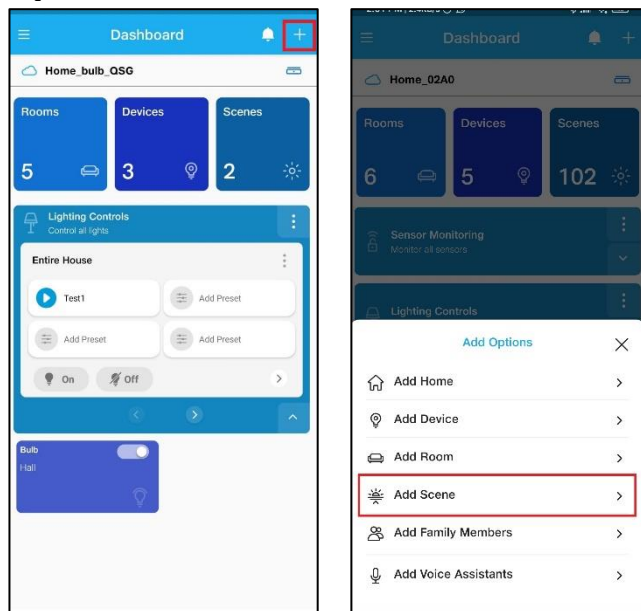 Dashboard
Home_bulb_QSG
Rooms
Devices
Scenes
5
3
2
Lighting Controls
Control all lights
Entire House
Test1
Add Preset
Add Preset
Add Preset
On
Off
Bulb
Hall
Dashboard
Home_02A0
Rooms
Devices
Scenes
6
5
102
Sensor Monitoring
Monitor all sensors
Lighting Controls
Add Options
Add Home
Add Device
Add Room
Add Scene
Add Family Members
Add Voice Assistants